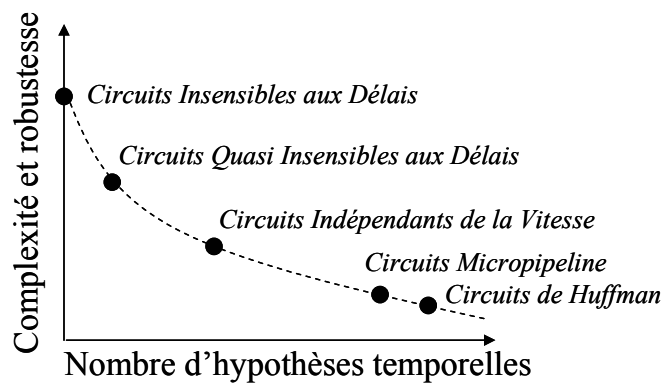 Complexité et robustesse
Circuits Insensibles aux Délais
Circuits Quasi Insensibles aux Délais
Circuits Indépendants de la Vitesse
Circuits Micropipeline
Circuits de Huffman
Nombre d’hypothèses temporelles